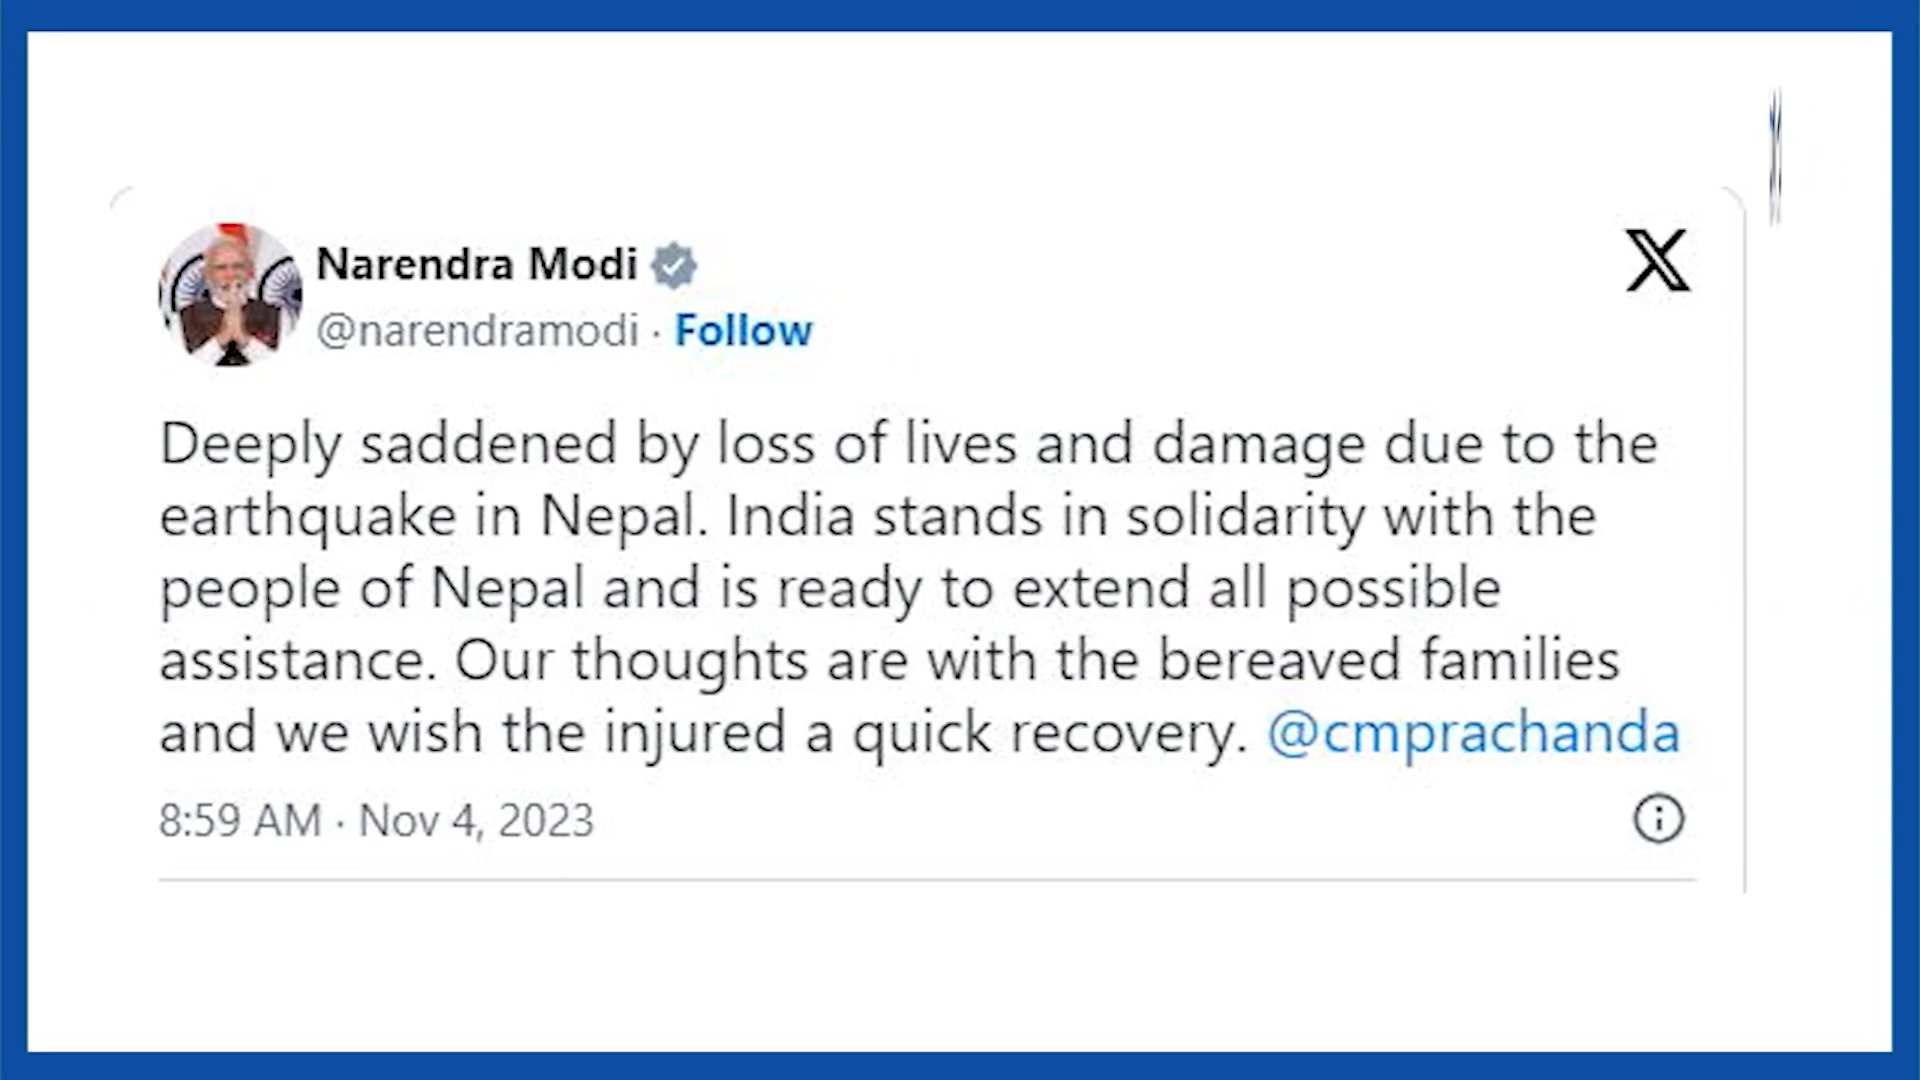 Narendra Modi
@narendramodi · Follow
Deeply saddened by loss of lives and damage due to the
earthquake in Nepal. India stands in solidarity with the
people of Nepal and is ready to extend all possible
assistance. Our thoughts are with the bereaved families
and we wish the injured a quick recovery. @cmprachanda
8:59 AM · Nov 4, 2023